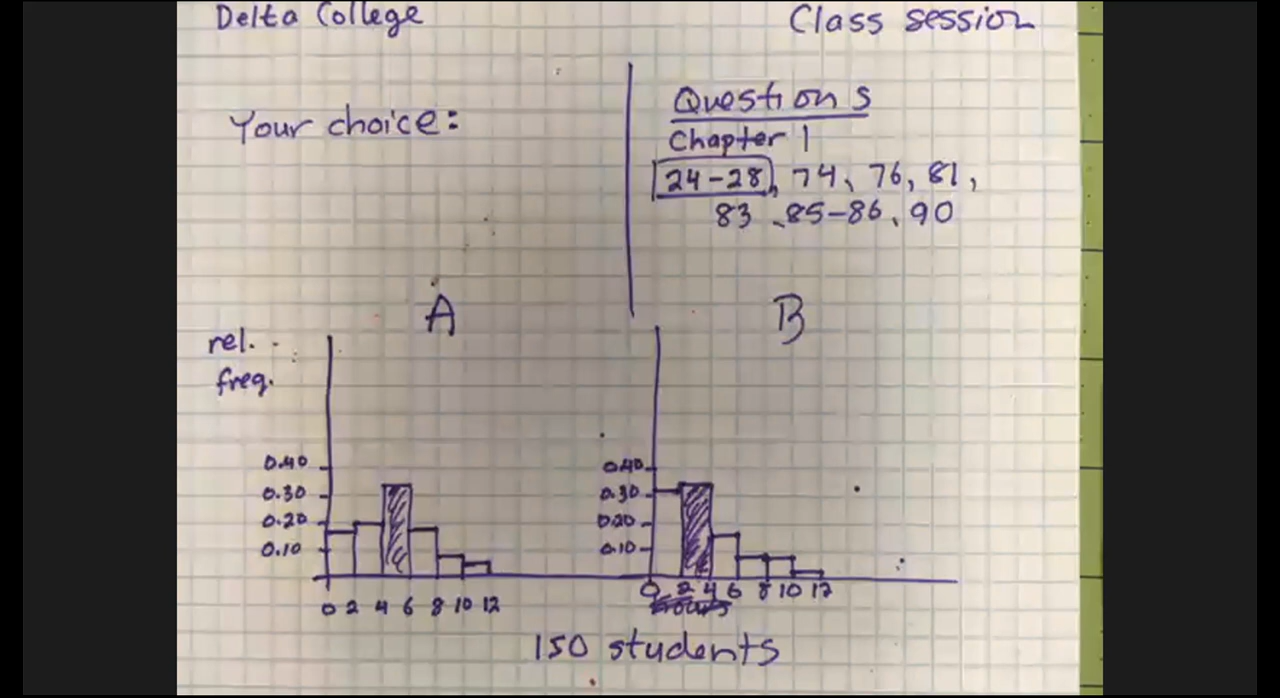 Delta College
Class session
Your choice:
Questions
Chapter 1
24-28, 74, 76, 81,
83, 85-86, 90
A
B
rel.
freq.
0.40
0.30
0.20
0.10
0 2 4 6 8 10 12
0.40
0.30
0.20
0.10
0 2 4 6 8 10 12
150 students